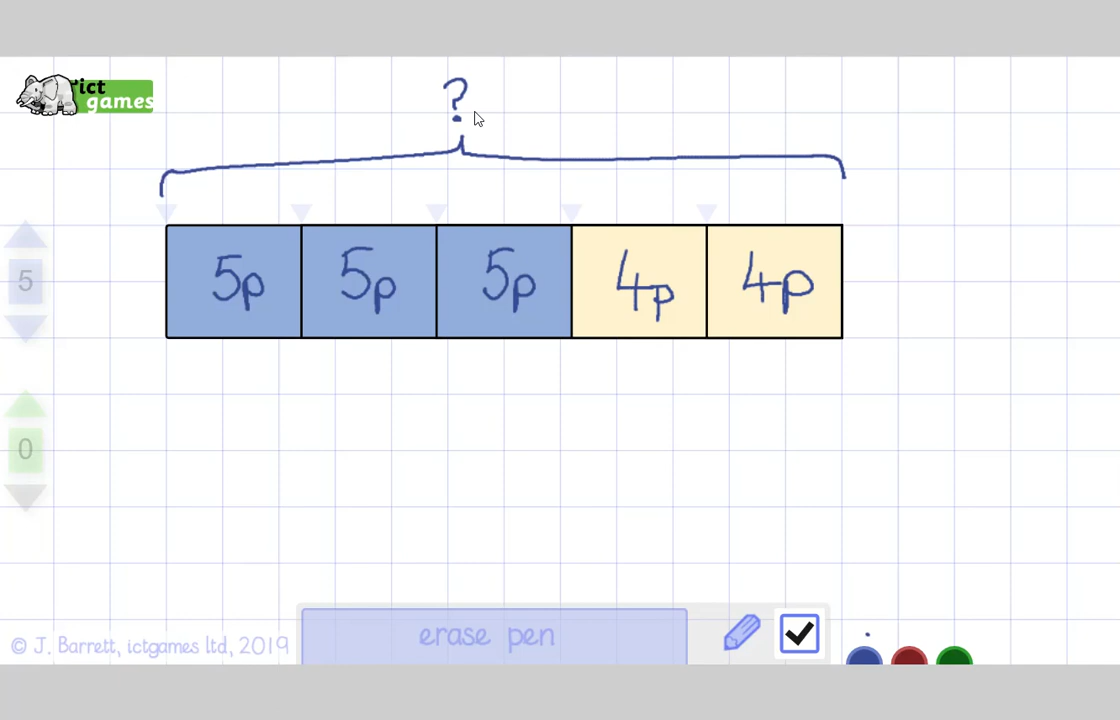 ict
games
?
5p 5p 5p 4p 4p
5
0
erase pen
© J. Barrett, ictgames ltd, 2019